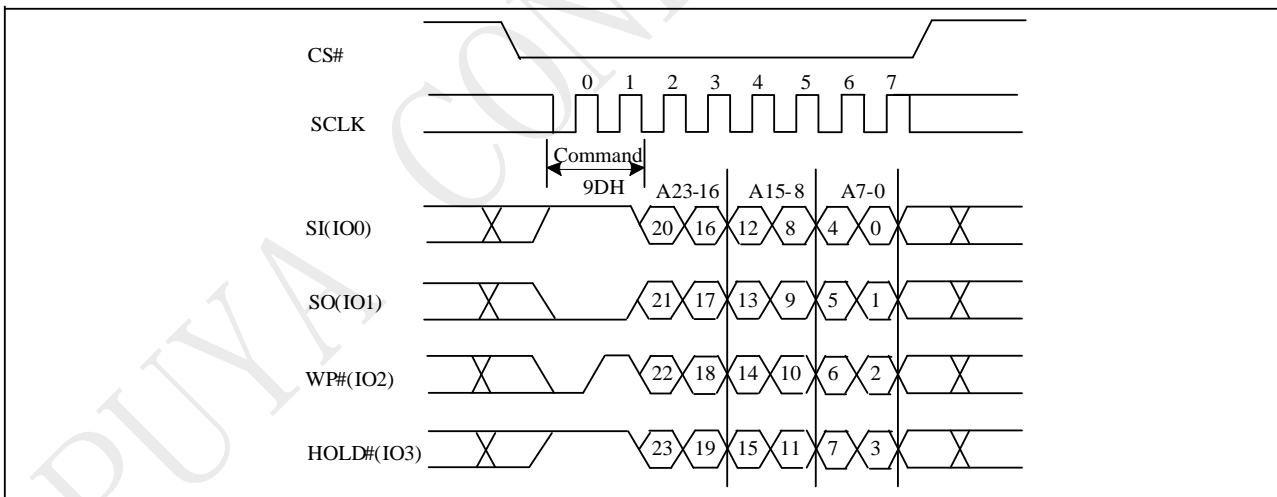 PUYA CON
CS#
0 1 2 3 4 5 6 7
SCLK
Command
9DH
A23-16 A15-8 A7-0
SI(IO0) 20 16 12 8 4 0
SO(IO1) 21 17 13 9 5 1
WP#(IO2) 22 18 14 10 6 2
HOLD#(IO3) 23 19 15 11 7 3